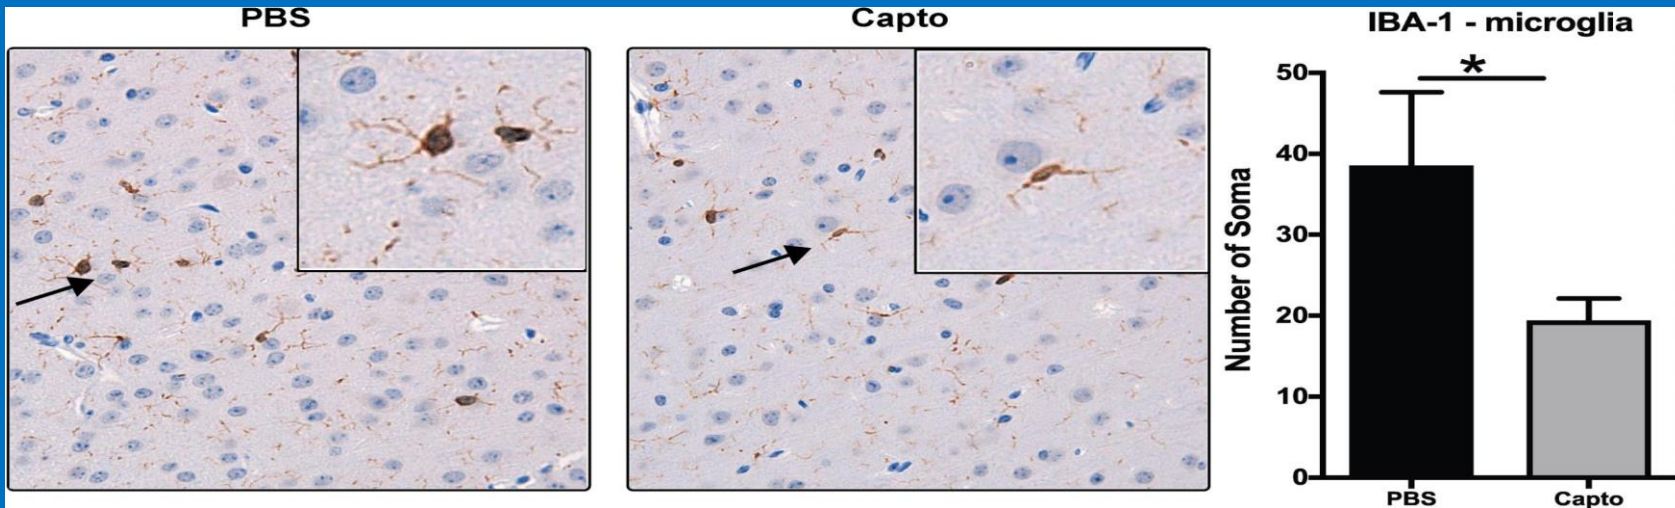 PBS
Capto
IBA-1 - microglia
*
50
40
30
20
10
0
Number of Soma
PBS
Capto